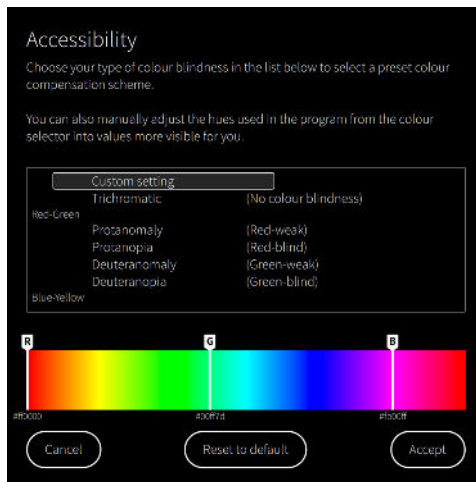 Accessibility
Choose your type of colour blindness in the list below to select a preset colour
compensation scheme.
You can also manually adjust the hues used in the program from the colour
selector into values more visible for you.
Custom setting
Trichromatic (No colour blindness)
Red-Green
Protanomaly (Red-weak)
Protanopia (Red-blind)
Deuteranomaly (Green-weak)
Deuteranopia (Green-blind)
Blue-Yellow
R G B
#ff0000 #00ff7d #fb00ff
Cancel Reset to default Accept